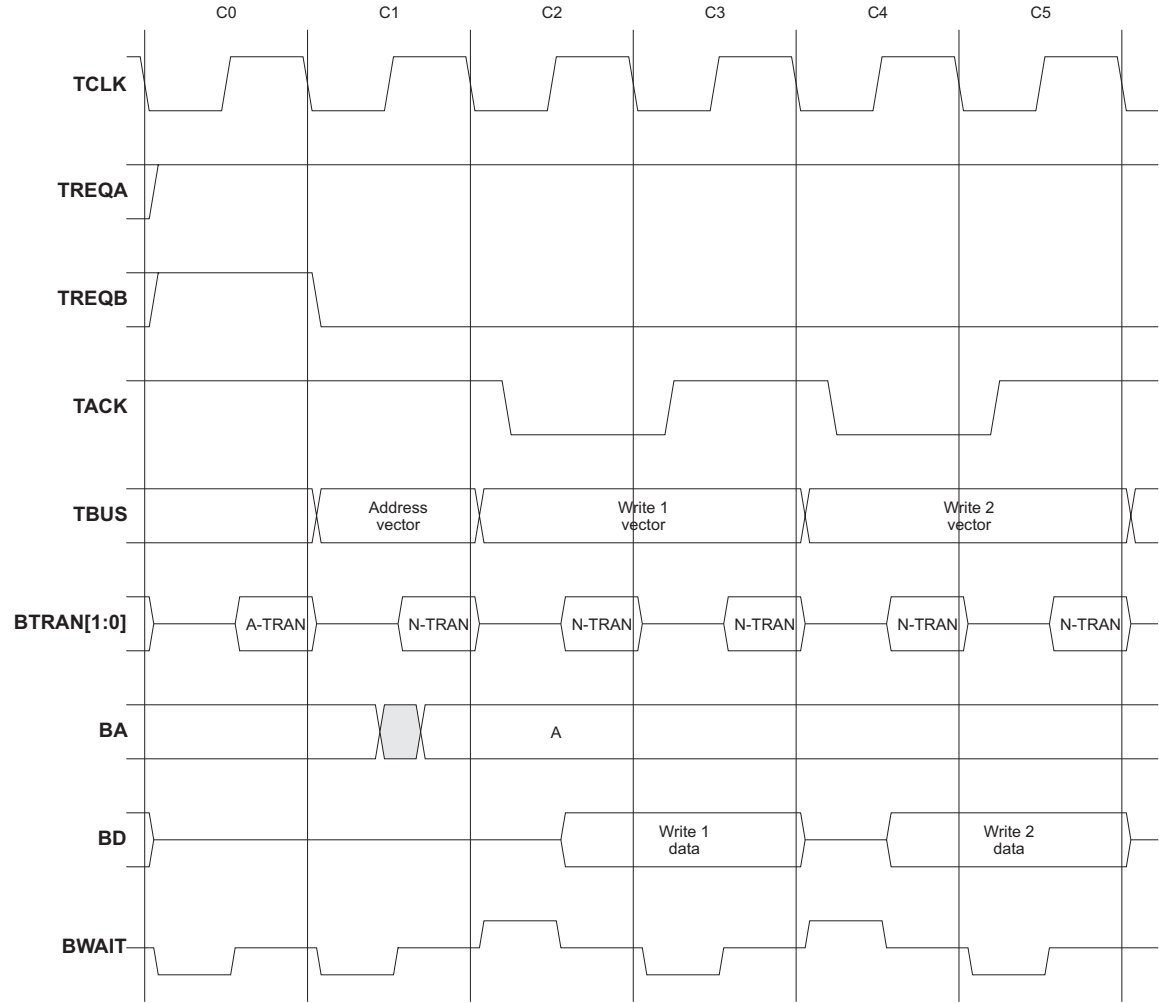 C0 C1 C2 C3 C4 C5
TCLK
TREQA
TREQB
TACK
TBUS
Address
vector
Write 1
vector
Write 2
vector
BTRAN[1:0]
A-TRAN N-TRAN N-TRAN N-TRAN N-TRAN N-TRAN
BA
A
BD
Write 1
data
Write 2
data
BWAIT